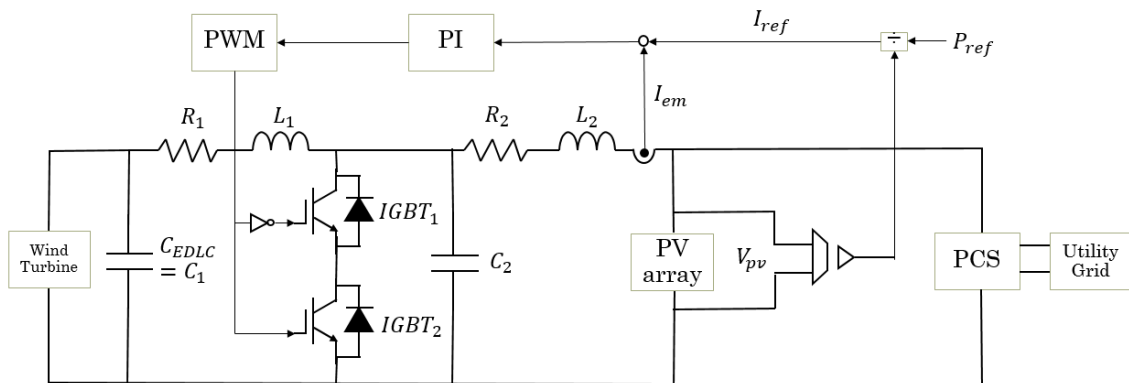 PWM
PI
I_ref
÷
P_ref
I_em
R_1
L_1
R_2
L_2
IGBT_1
Wind
Turbine
C_EDLC
= C_1
C_2
PV
array
V_pv
PCS
Utility
Grid
IGBT_2